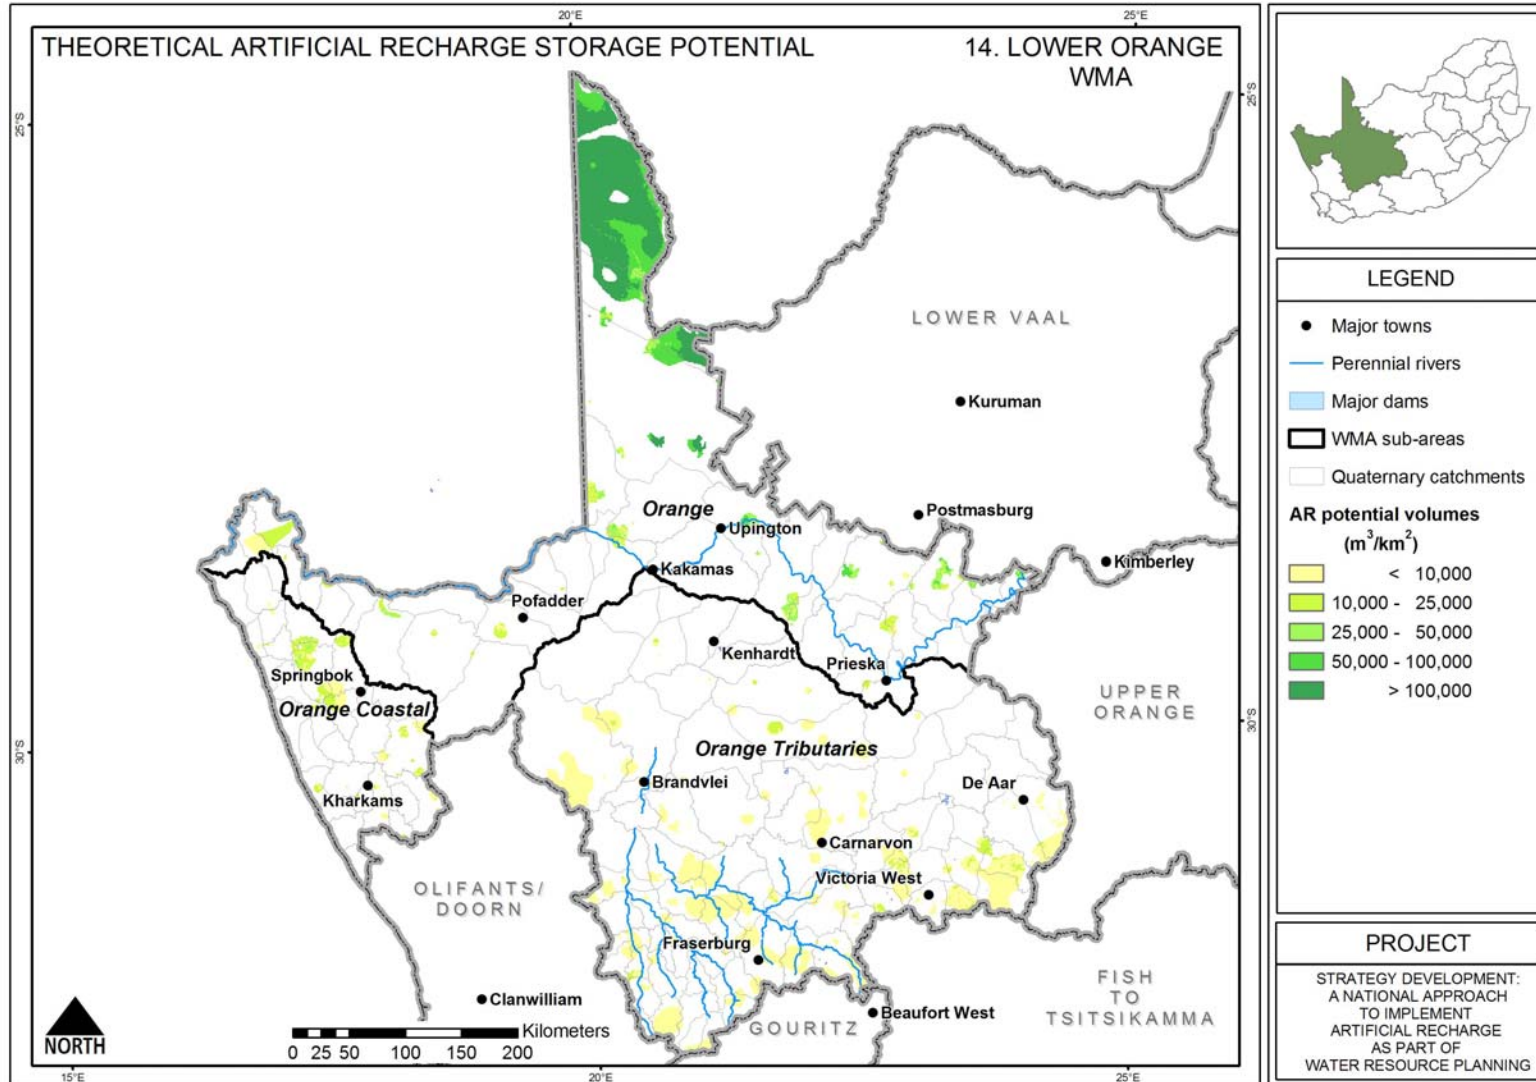 20°E
25°E
THEORETICAL ARTIFICIAL RECHARGE STORAGE POTENTIAL
14. LOWER ORANGE
WMA
25°S
25°S
LOWER VAAL
Kuruman
Orange
Upington
Postmasburg
Kakamas
Kimberley
Pofadder
Kenhardt
Prieska
Springbok
Orange Coastal
UPPER
ORANGE
30°S
30°S
Orange Tributaries
Brandvlei
De Aar
Kharkams
Carnarvon
Victoria West
OLIFANTS/
DOORN
Fraserburg
FISH
TO
TSITSIKAMMA
Clanwilliam
Beaufort West
GOURITZ
NORTH
Kilometers
0 25 50 100 150 200
15°E
20°E
25°E
LEGEND
Major towns
Perennial rivers
Major dams
WMA sub-areas
Quaternary catchments
AR potential volumes
(m³/km²)
< 10,000
10,000 - 25,000
25,000 - 50,000
50,000 - 100,000
> 100,000
PROJECT
STRATEGY DEVELOPMENT:
A NATIONAL APPROACH
TO IMPLEMENT
ARTIFICIAL RECHARGE
AS PART OF
WATER RESOURCE PLANNING